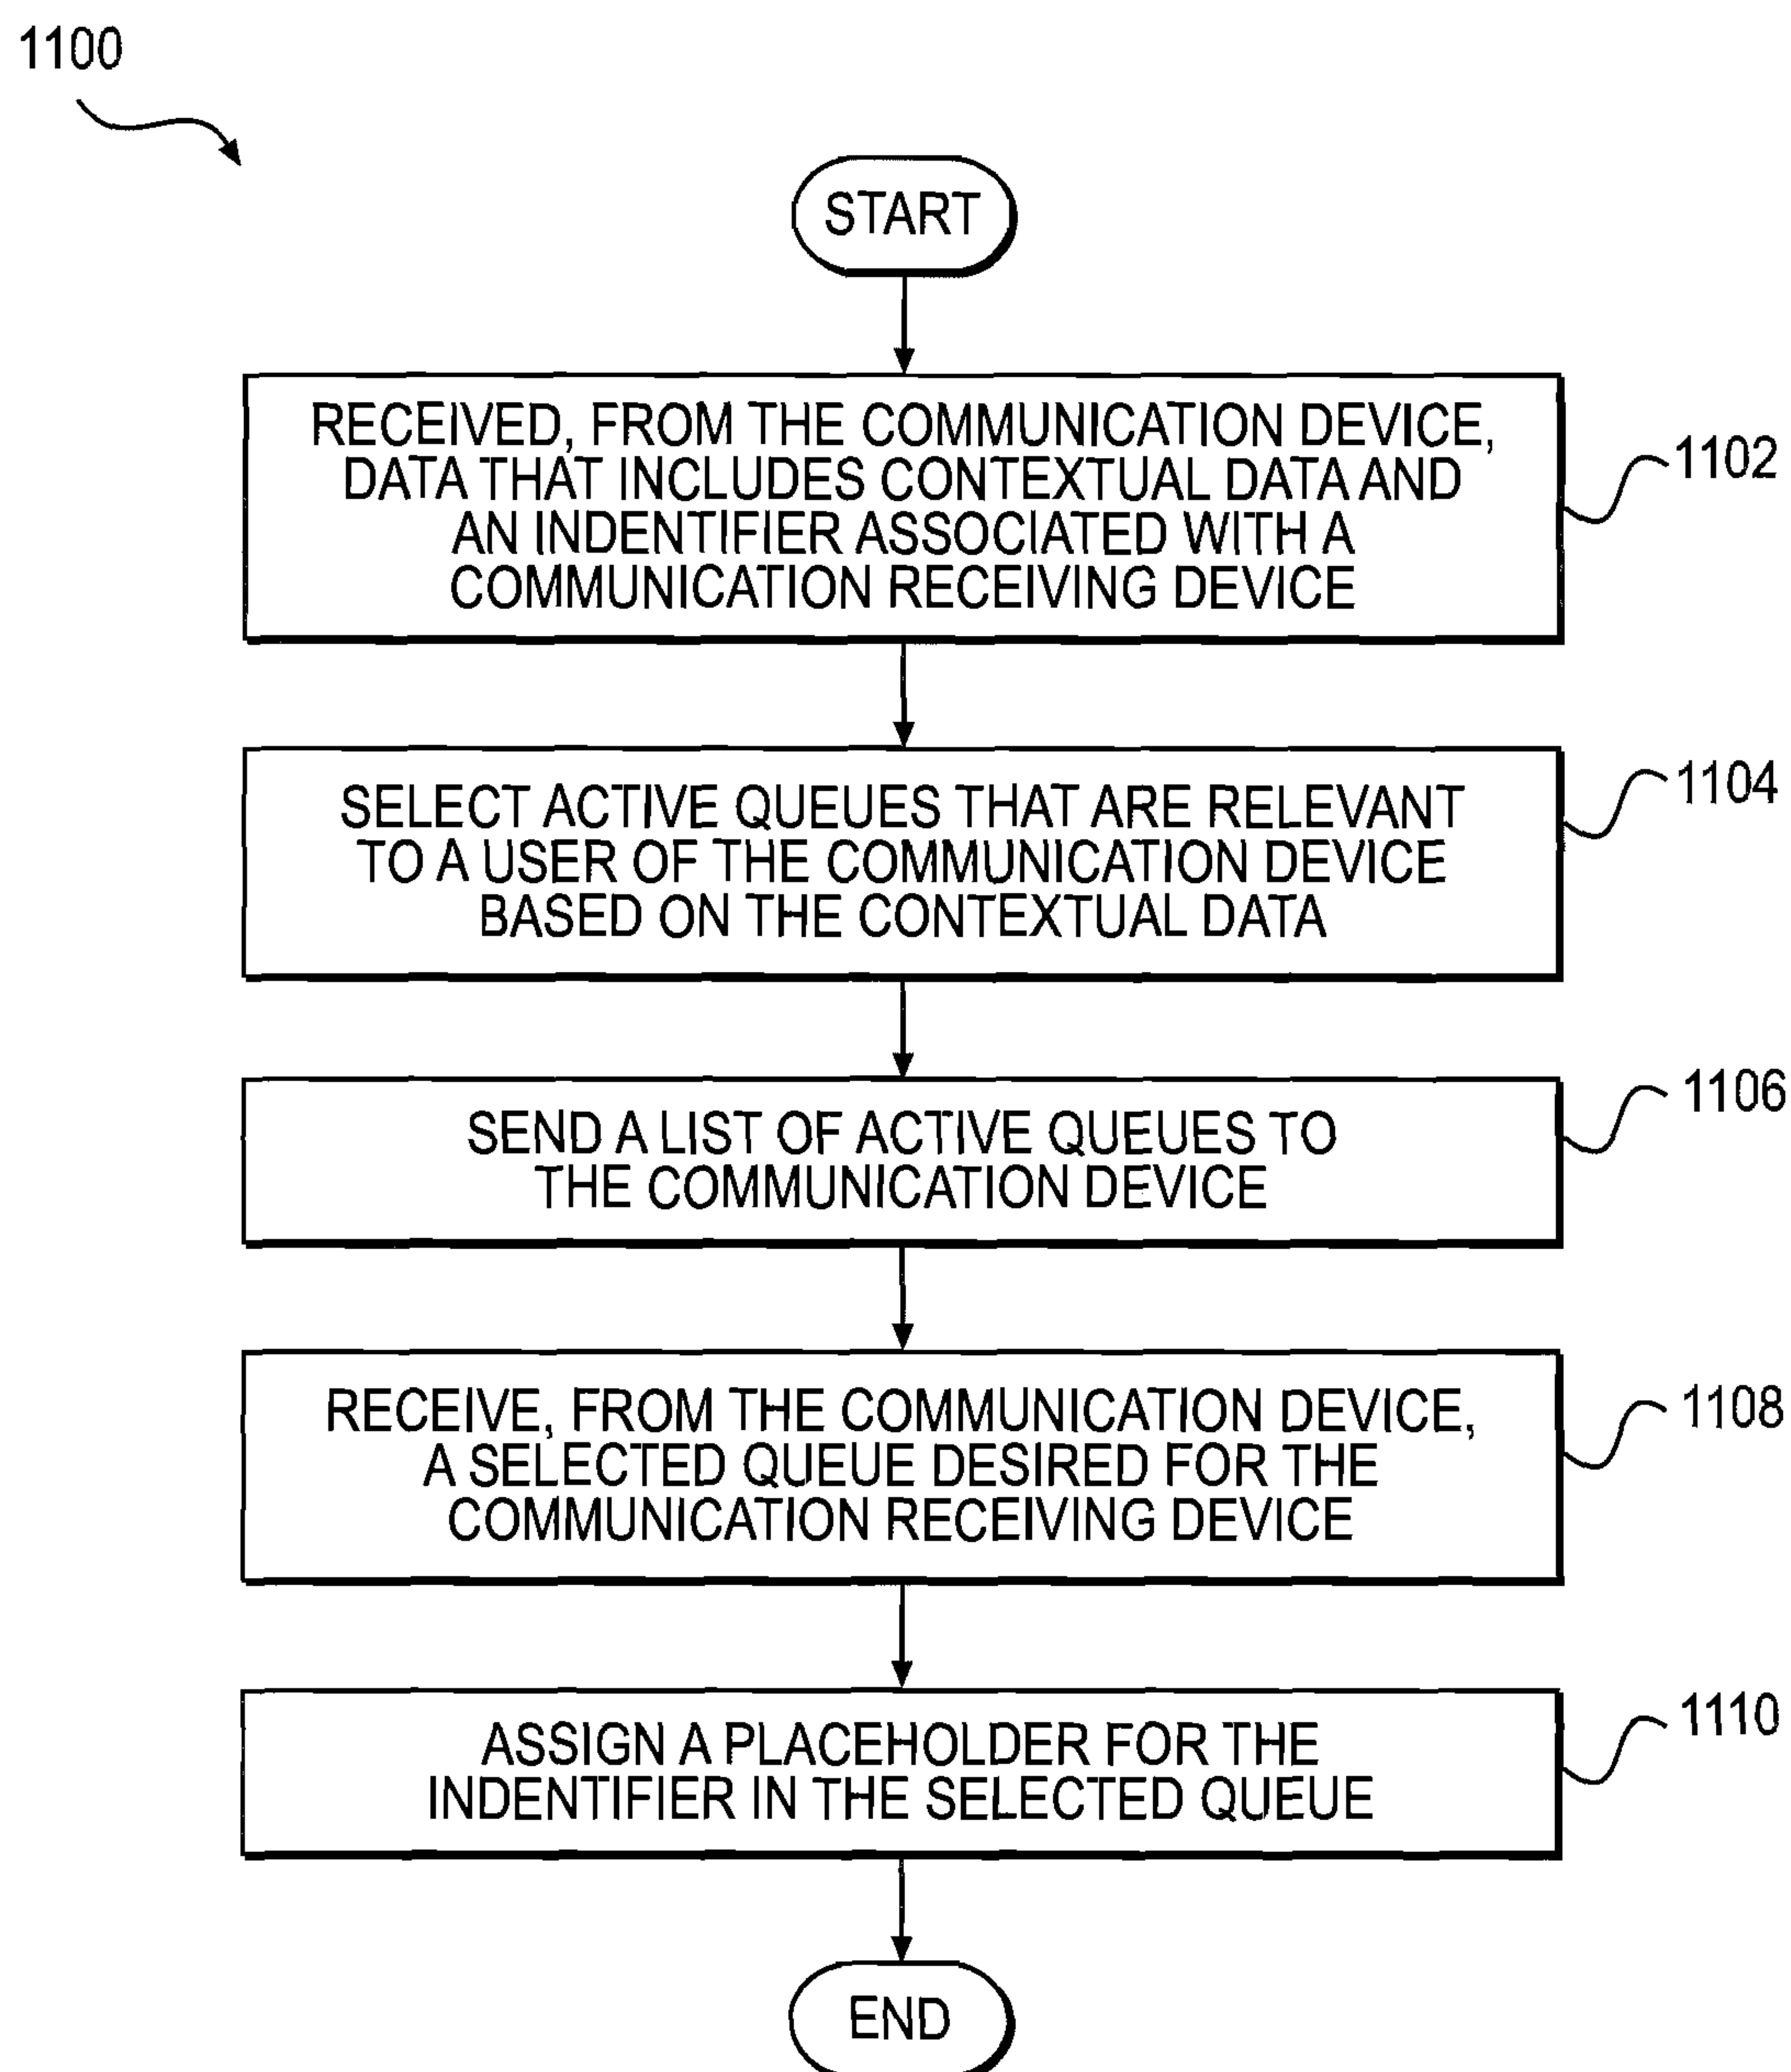 1100
START
RECEIVED, FROM THE COMMUNICATION DEVICE,
DATA THAT INCLUDES CONTEXTUAL DATA AND
AN INDENTIFIER ASSOCIATED WITH A
COMMUNICATION RECEIVING DEVICE
1102
SELECT ACTIVE QUEUES THAT ARE RELEVANT
TO A USER OF THE COMMUNICATION DEVICE
BASED ON THE CONTEXTUAL DATA
1104
SEND A LIST OF ACTIVE QUEUES TO
THE COMMUNICATION DEVICE
1106
RECEIVE, FROM THE COMMUNICATION DEVICE,
A SELECTED QUEUE DESIRED FOR THE
COMMUNICATION RECEIVING DEVICE
1108
ASSIGN A PLACEHOLDER FOR THE
INDENTIFIER IN THE SELECTED QUEUE
1110
END